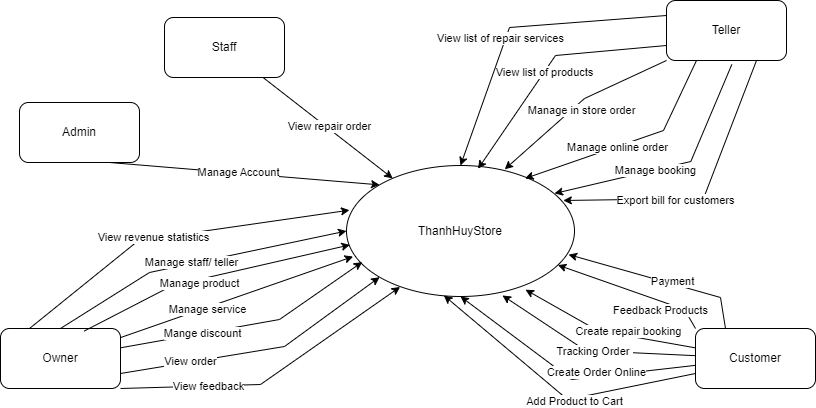 Teller
Staff
View list of repair services
View list of products
Manage in store order
View repair order
Admin
Manage online order
Manage Account
Manage booking
Export bill for customers
ThanhHuyStore
View revenue statistics
Manage staff/ teller
Manage product
Payment
Manage service
Feedback Products
Mange discount
Create repair booking
Owner
View order
Tracking Order
Customer
Create Order Online
View feedback
Add Product to Cart